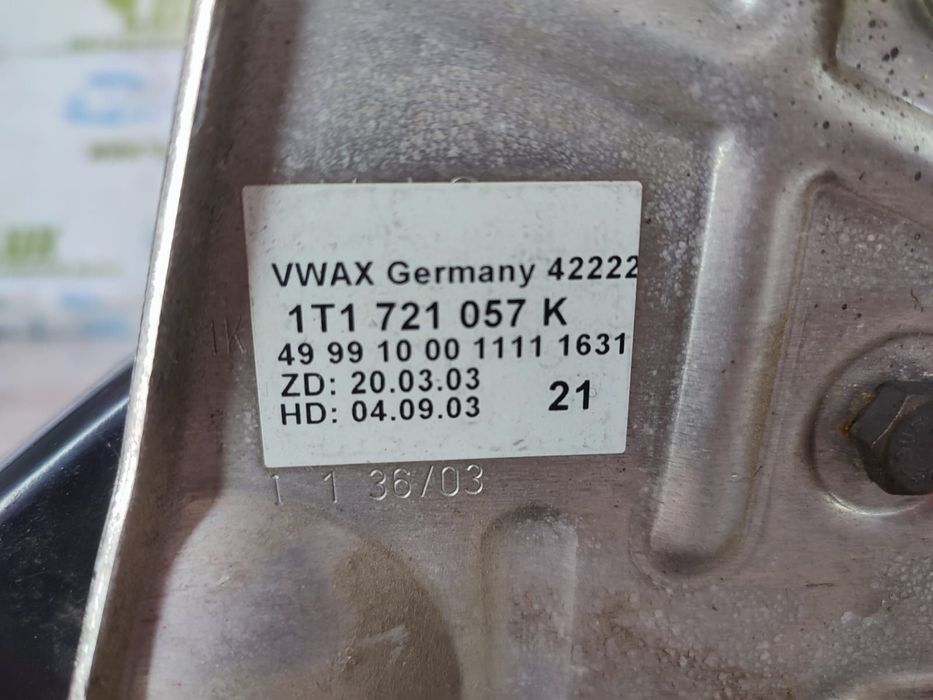 VWAX Germany 42222
1T1 721 057 K
1K
49 99 10 00 1111 1631
ZD: 20.03.03
21
HD: 04.09.03
1 1 36/03